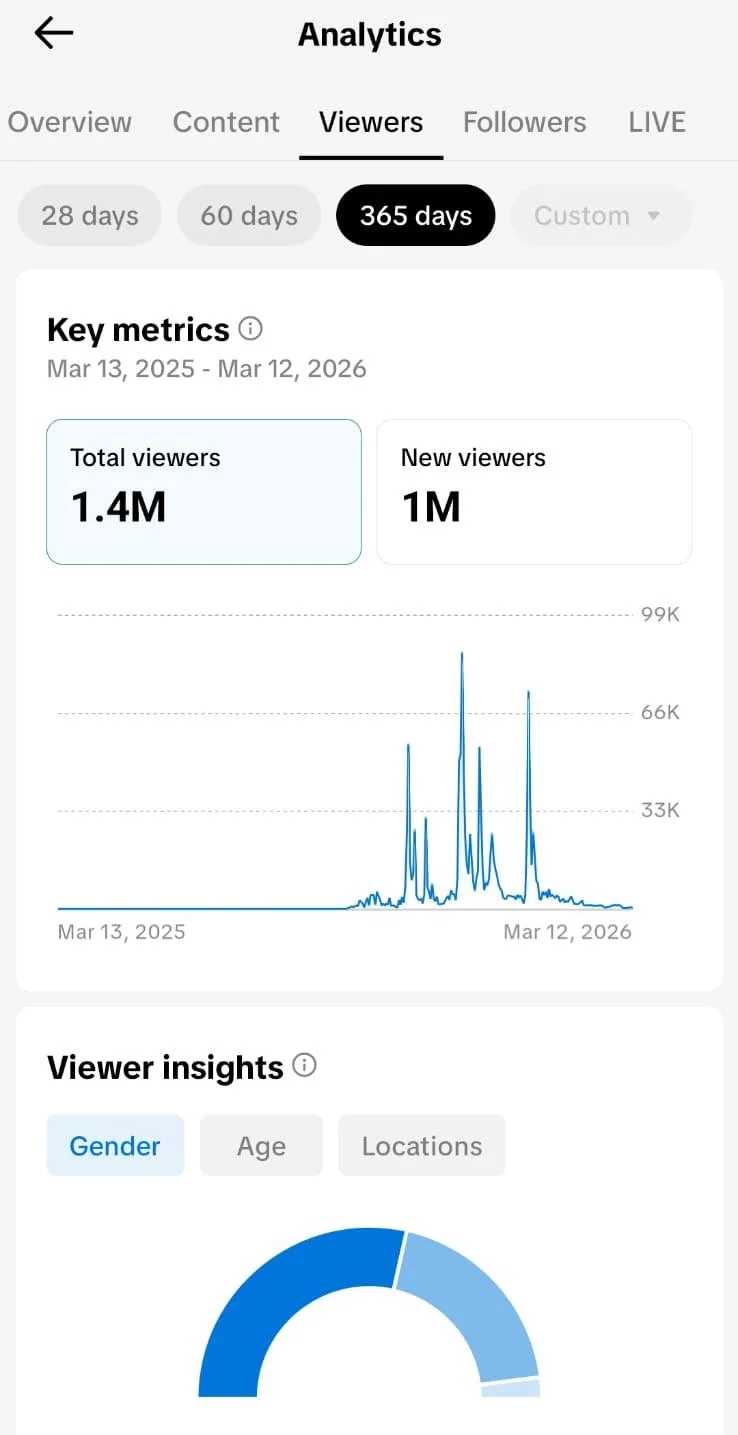 Analytics
Overview Content Viewers Followers LIVE
28 days 60 days 365 days Custom
Key metrics
Mar 13, 2025 - Mar 12, 2026
Total viewers New viewers
1.4M 1M
99K
66K
33K
Mar 13, 2025 Mar 12, 2026
Viewer insights
Gender Age Locations